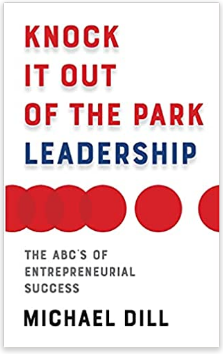 KNOCK
IT OUT
OF THE PARK
LEADERSHIP
THE ABC'S OF
ENTREPRENEURIAL
SUCCESS
MICHAEL DILL